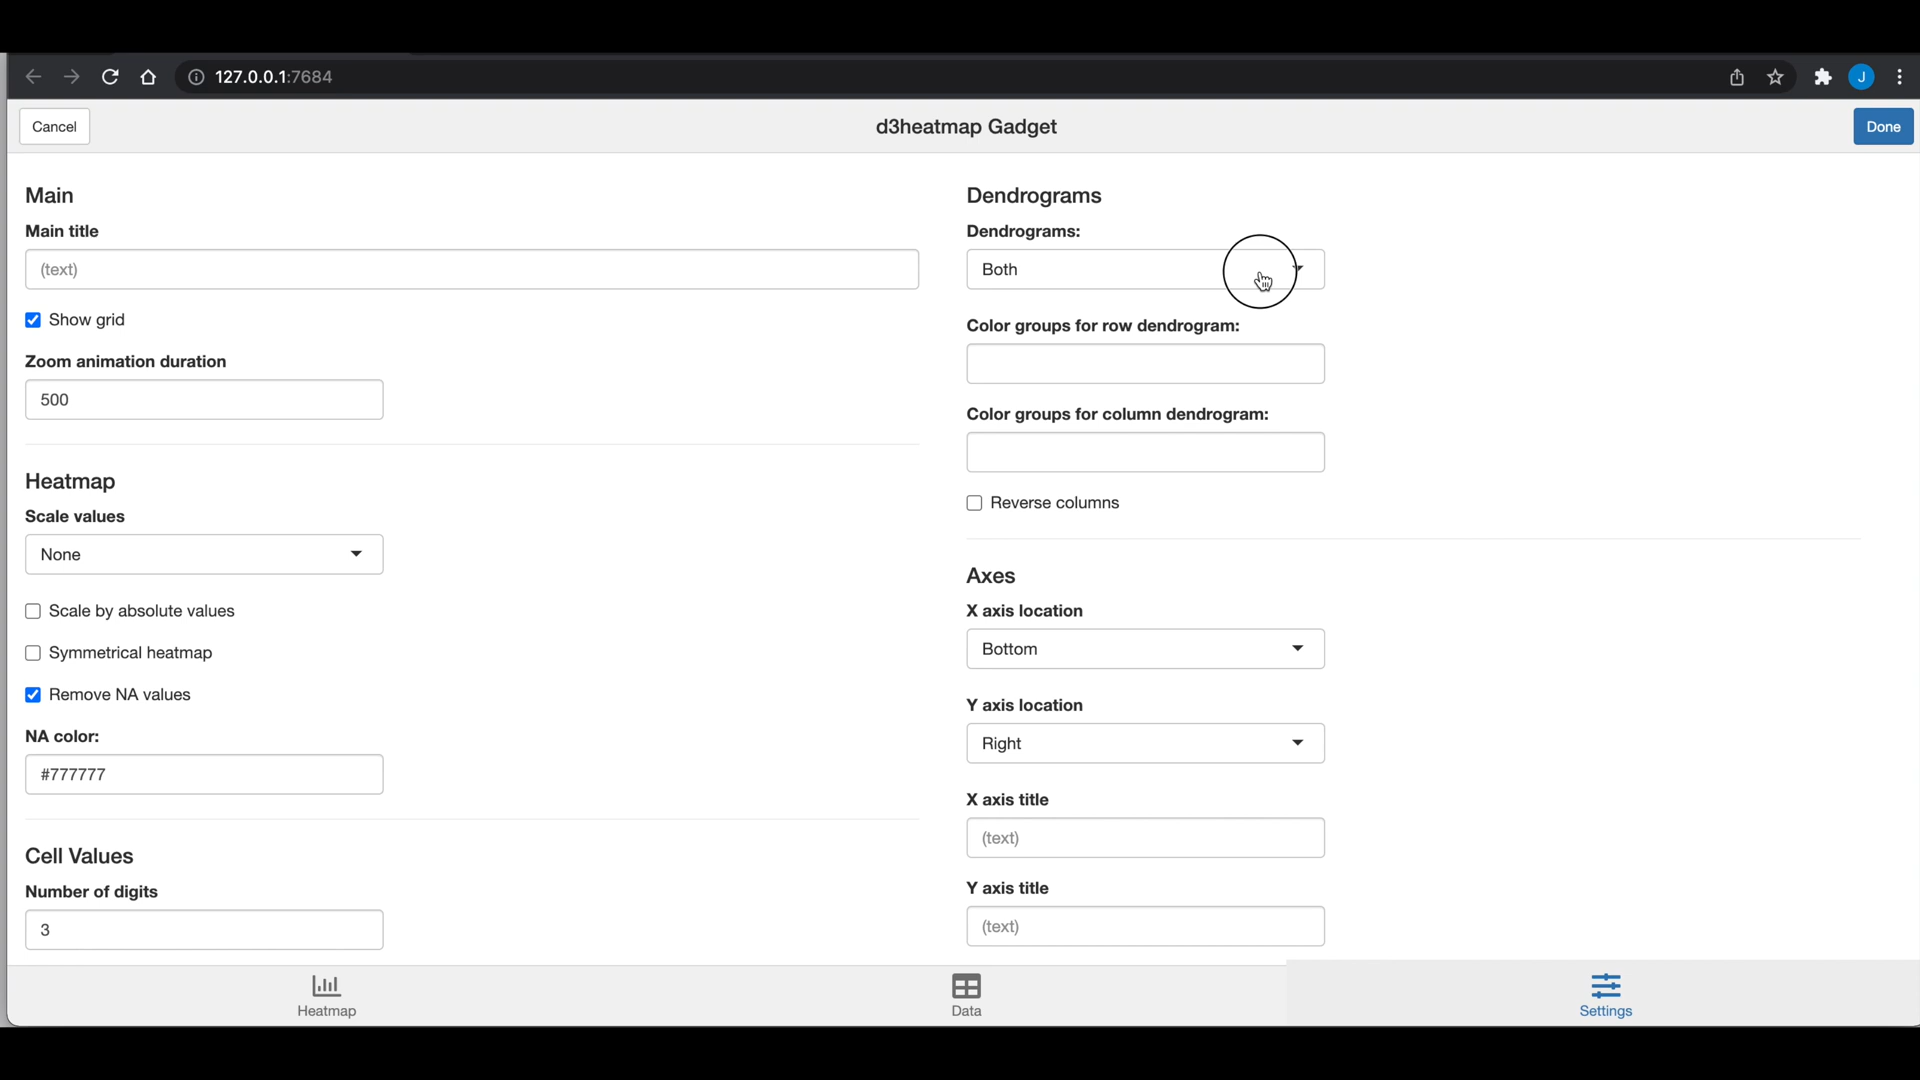 127.0.0.1:7684
J
Cancel
d3heatmap Gadget
Done
Main
Main title
(text)
Show grid
Zoom animation duration
500
Heatmap
Scale values
None
Scale by absolute values
Symmetrical heatmap
Remove NA values
NA color:
#777777
Cell Values
Number of digits
3
Dendrograms
Dendrograms:
Both
Color groups for row dendrogram:
Color groups for column dendrogram:
Reverse columns
Axes
X axis location
Bottom
Y axis location
Right
X axis title
(text)
Y axis title
(text)
Heatmap
Data
Settings